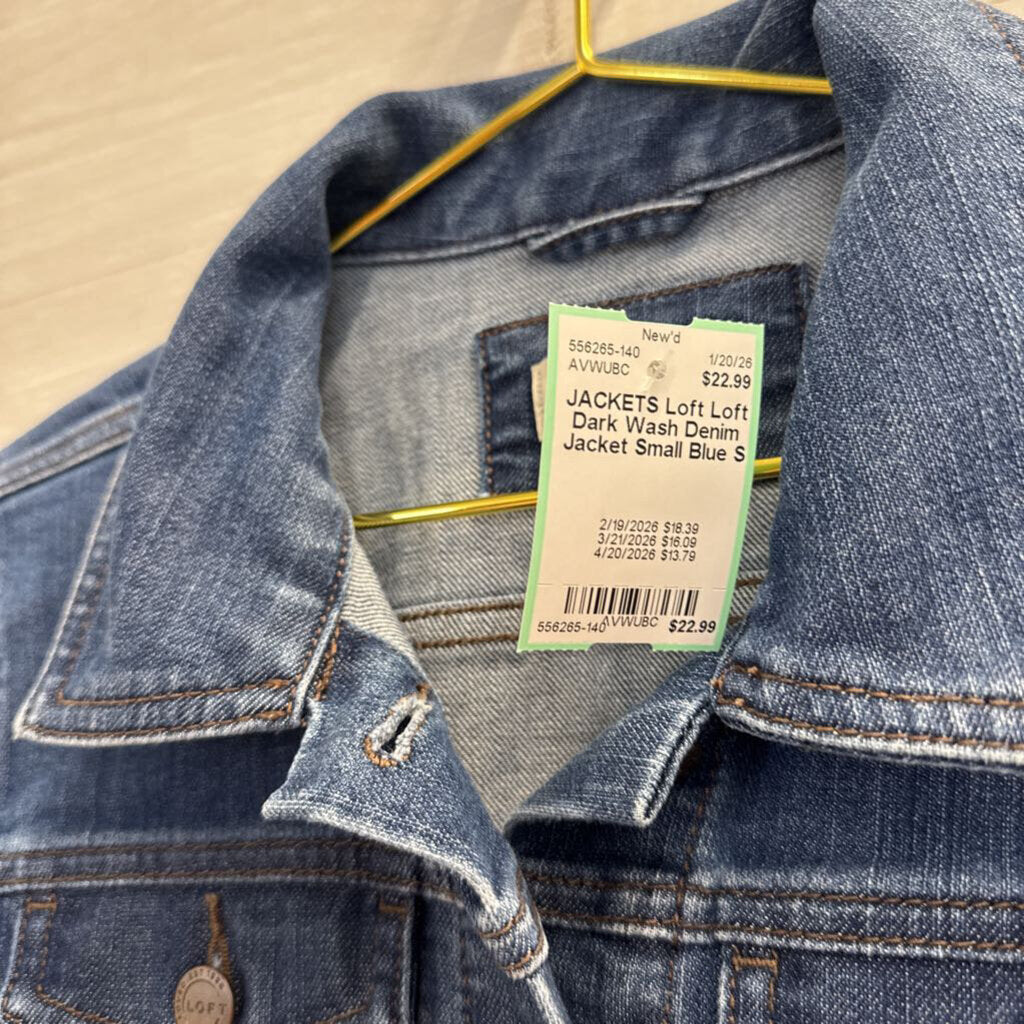 New'd
556265-140 1/20/26
AVWUBC $22.99
JACKETS Loft Loft
Dark Wash Denim
Jacket Small Blue S
2/19/2026 $18.39
3/21/2026 $16.09
4/20/2026 $13.79
556265-140 AVWUBC $22.99
LOFT